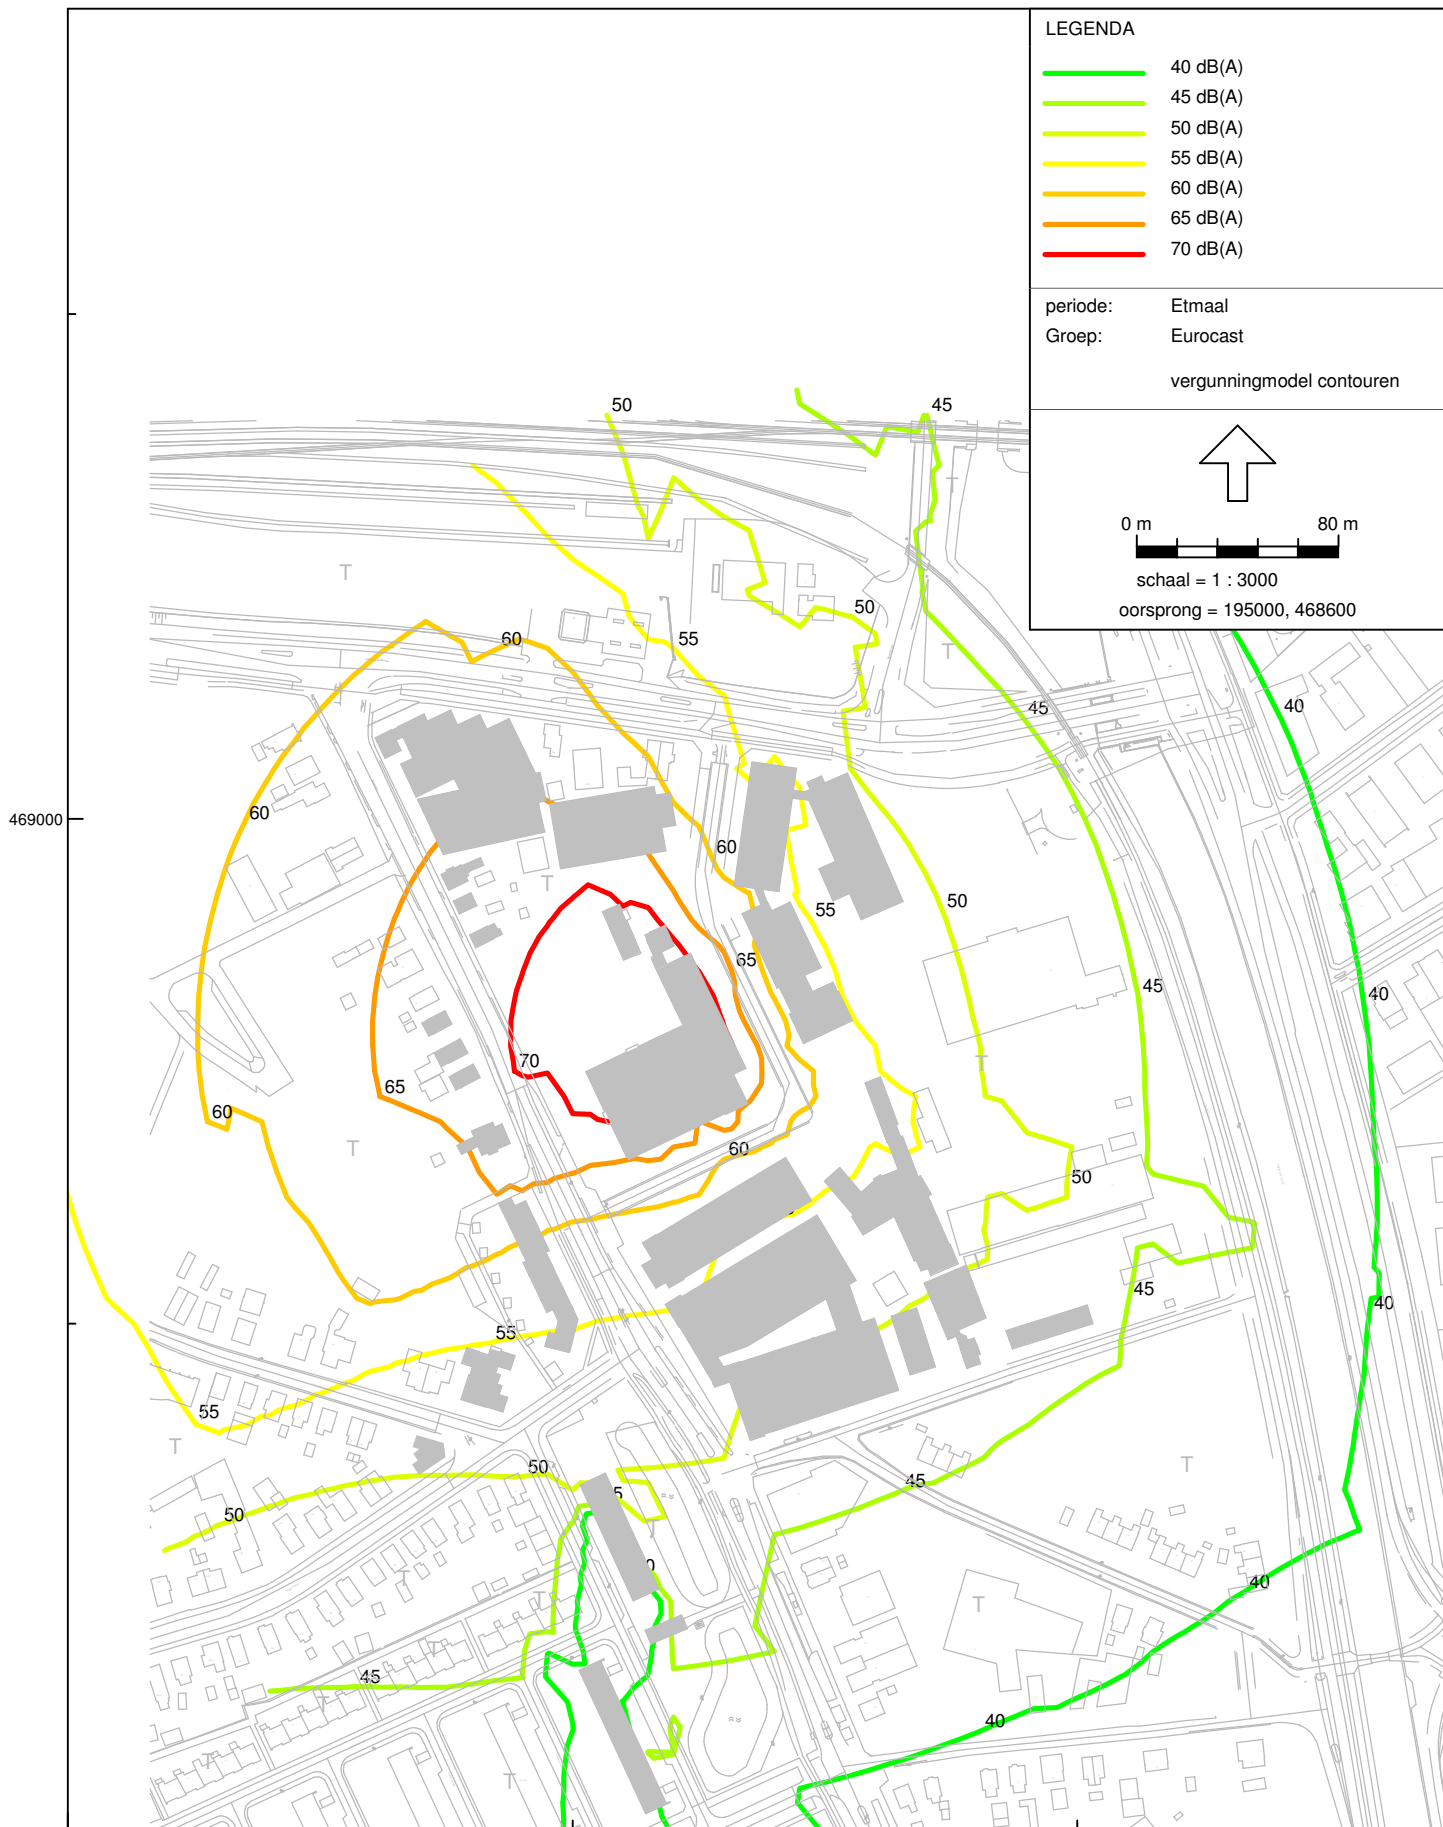 LEGENDA
40 dB(A)
45 dB(A)
50 dB(A)
55 dB(A)
60 dB(A)
65 dB(A)
70 dB(A)
periode: Etmaal
Groep: Eurocast
vergunningmodel contouren
0 m 80 m
schaal = 1 : 3000
oorsprong = 195000, 468600
50
45
T
T
50
60
55
T
45
40
469000
60
60
T
50
55
65
45
40
70
T
65
60
T
60
50
45
40
55
55
T
50
T
45
50
5
T
0
40
T
T
T
T
45
T
40
T
T